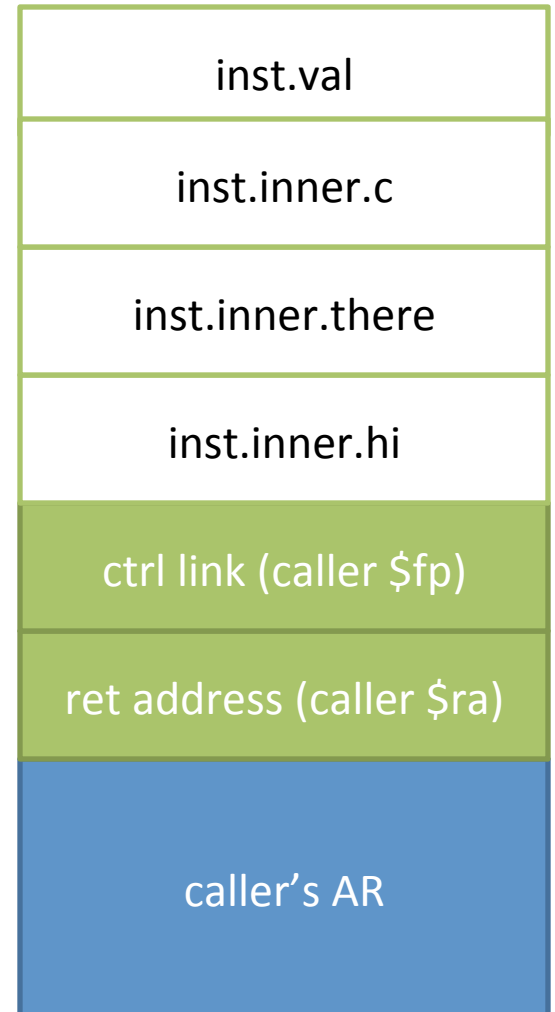 inst.val
inst.inner.c
inst.inner.there
inst.inner.hi
ctrl link (caller $fp)
ret address (caller $ra)
caller’s AR